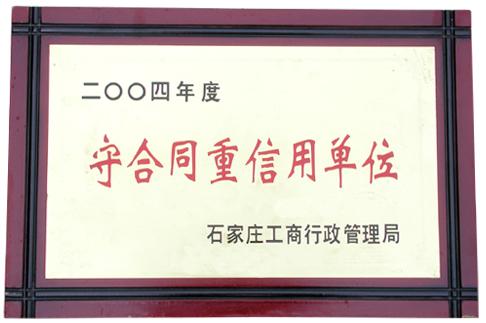 二〇〇四年度
守合同重信用单位
石家庄工商行政管理局